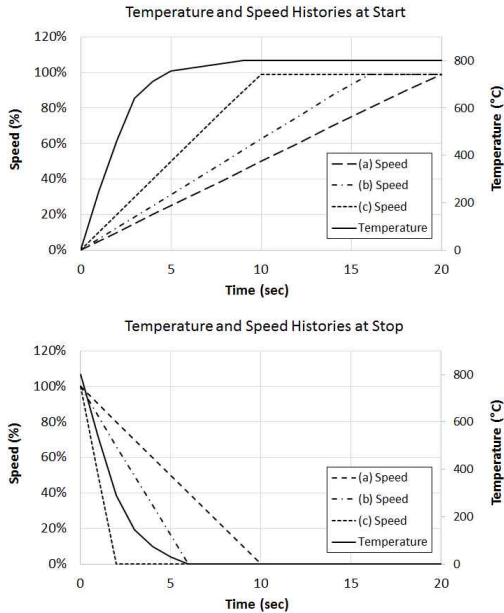 Temperature and Speed Histories at Start
120%
100%
80%
60%
40%
20%
0%
Speed (%)
800
600
400
200
0
Temperature (°C)
(a) Speed
(b) Speed
(c) Speed
Temperature
0 5 10 15 20
Time (sec)
Temperature and Speed Histories at Stop
120%
100%
80%
60%
40%
20%
0%
Speed (%)
800
600
400
200
0
Temperature (°C)
(a) Speed
(b) Speed
(c) Speed
Temperature
0 5 10 15 20
Time (sec)